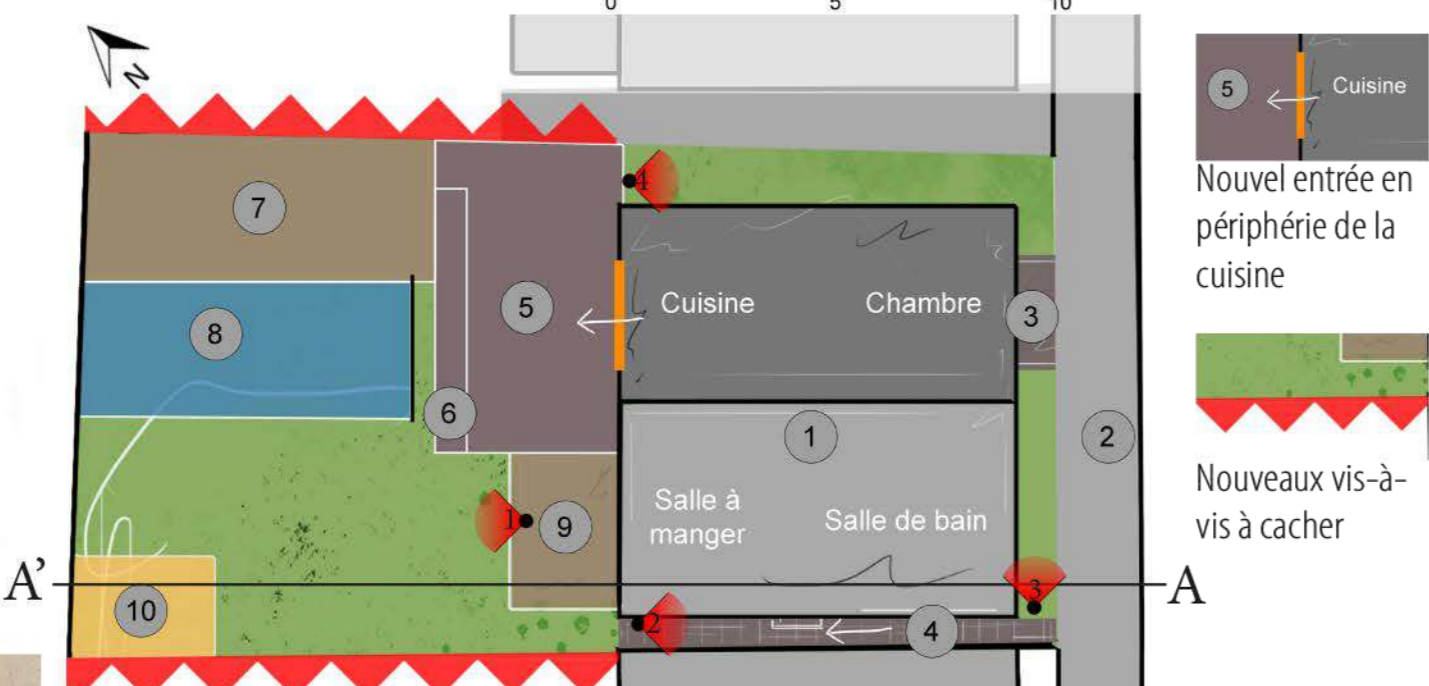 0 5 10
N
5 Cuisine
Nouvel entrée en
périphérie de la
cuisine
4
7
5 Cuisine Chambre 3
8
6
1 2
Salle à
manger
Salle de bain
1 9
Nouveaux vis-à-
vis à cacher
A' A
10
3
2 4